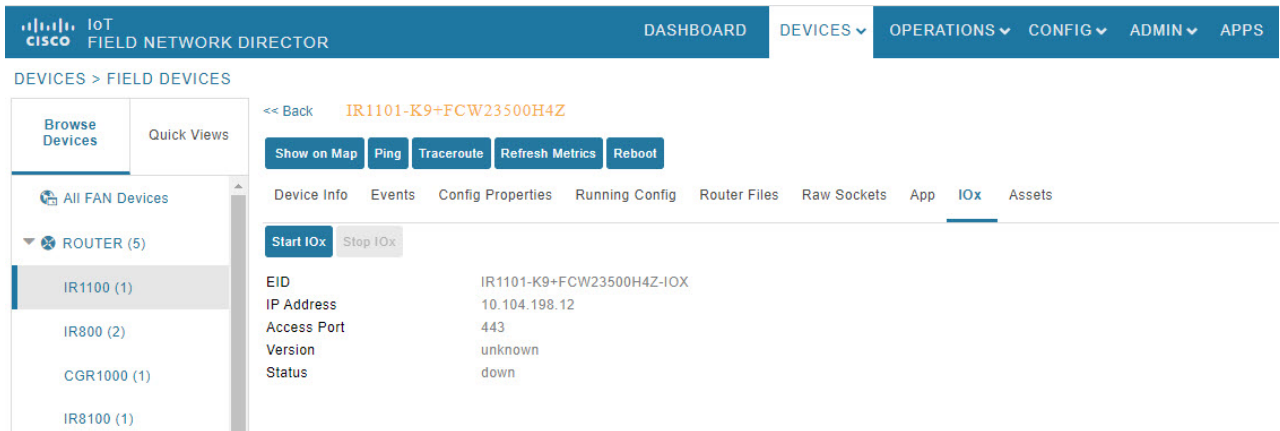 IoT
CISCO FIELD NETWORK DIRECTOR
DASHBOARD DEVICES OPERATIONS CONFIG ADMIN APPS
DEVICES > FIELD DEVICES
Browse Devices
Quick Views
All FAN Devices
ROUTER (5)
IR1100 (1)
IR800 (2)
CGR1000 (1)
IR8100 (1)
<< Back IR1101-K9+FCW23500H4Z
Show on Map Ping Traceroute Refresh Metrics Reboot
Device Info Events Config Properties Running Config Router Files Raw Sockets App IOx Assets
Start IOx Stop IOx
EID IR1101-K9+FCW23500H4Z-IOX
IP Address 10.104.198.12
Access Port 443
Version unknown
Status down